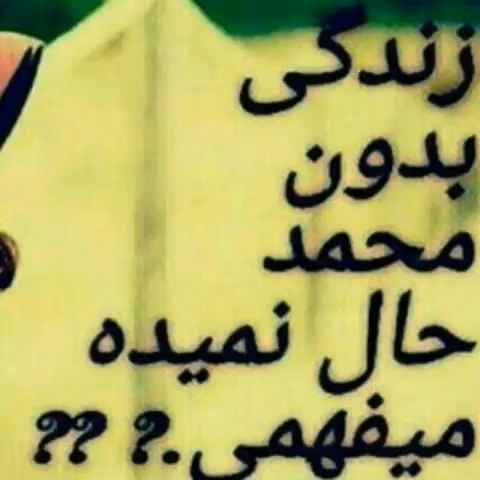 زندگی
بدون
محمد
حال نمیده
میفهمی.? ??